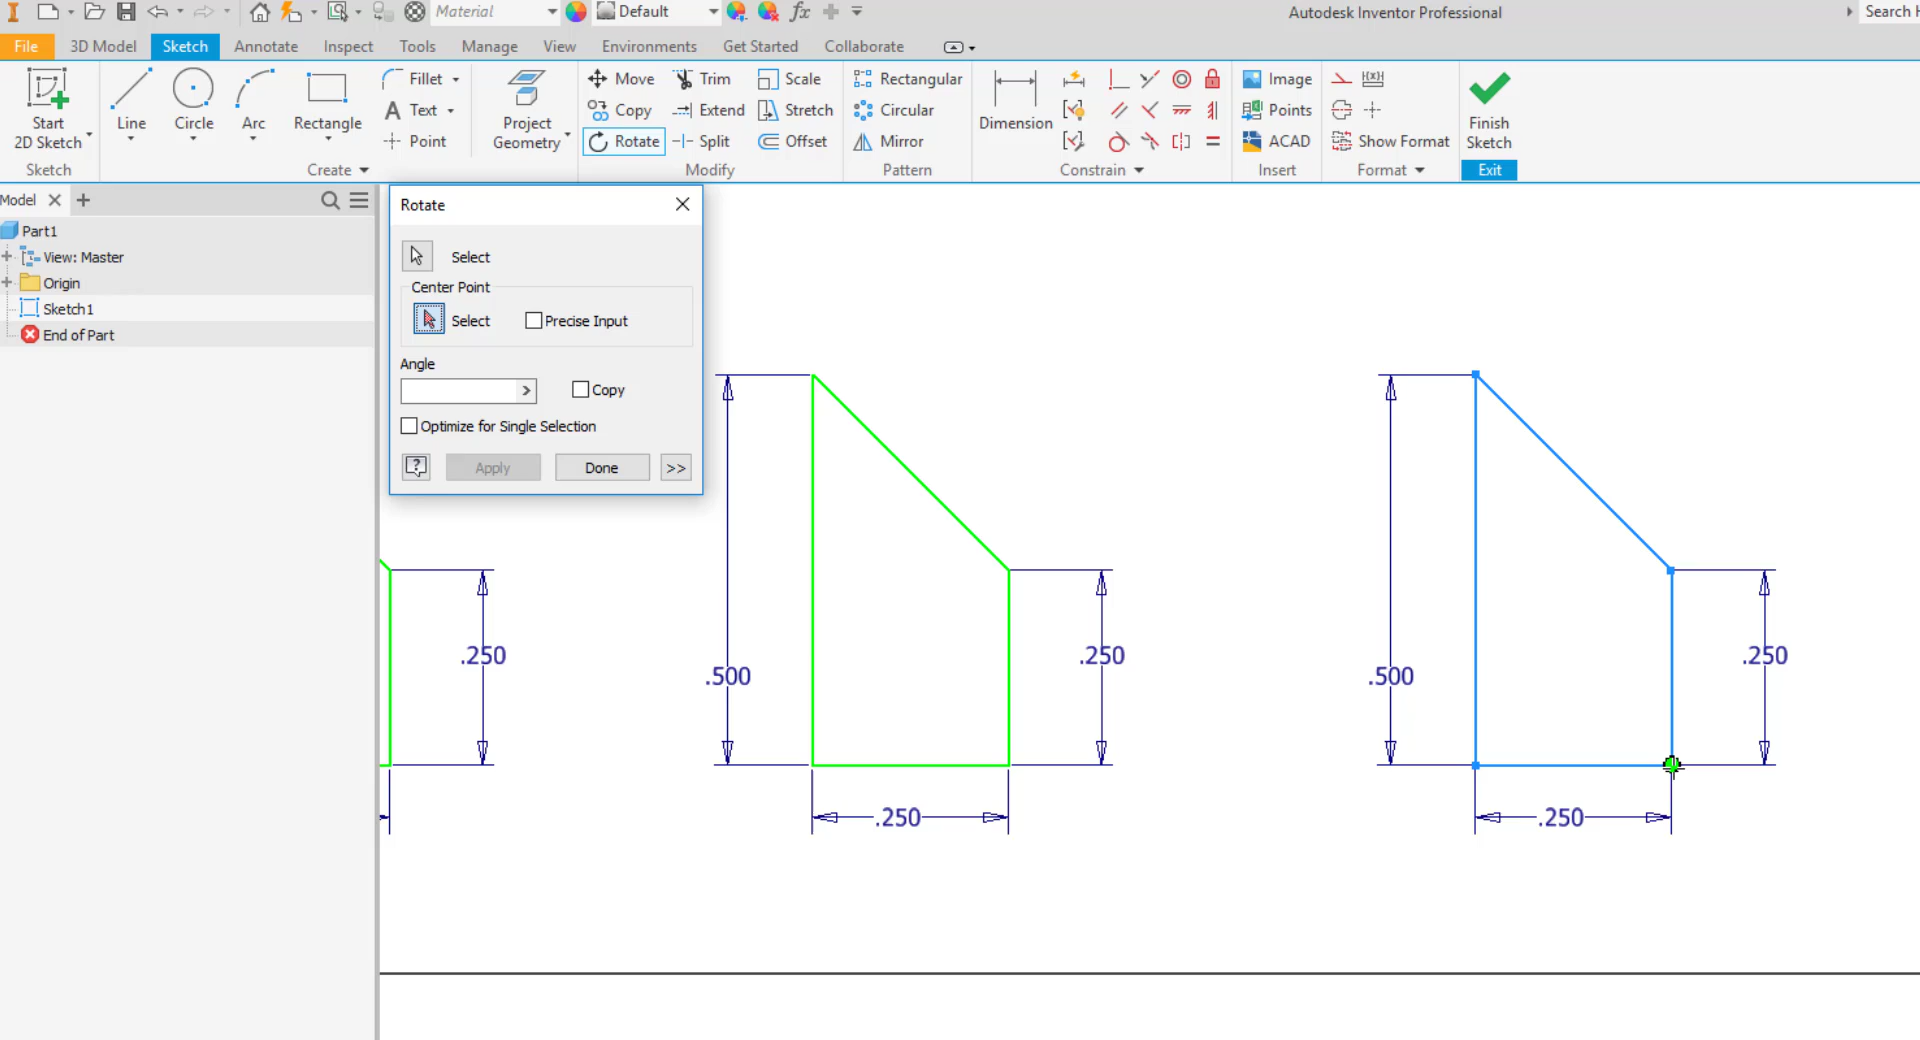 Material
Default
fx
Autodesk Inventor Professional
Search H
File
3D Model
Sketch
Annotate
Inspect
Tools
Manage
View
Environments
Get Started
Collaborate
Start
2D Sketch
Line
Circle
Arc
Rectangle
Fillet
Text
Point
Project
Geometry
Move
Copy
Rotate
Trim
Extend
Split
Scale
Stretch
Offset
Rectangular
Circular
Mirror
Dimension
Image
Points
ACAD
Show Format
Finish
Sketch
Sketch
Create
Modify
Pattern
Constrain
Insert
Format
Exit
Model
Part1
View: Master
Origin
Sketch1
End of Part
Rotate
Select
Center Point
Select
Precise Input
Angle
Copy
Optimize for Single Selection
Apply
Done
>>
.250
.500
.250
.250
.500
.250
.250